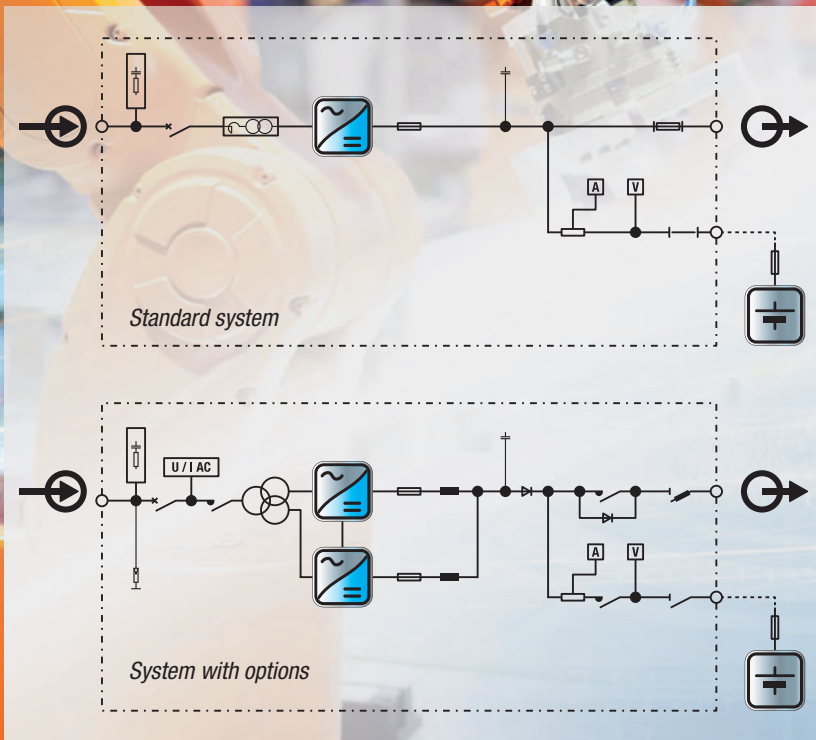 A V
Standard system
U / I AC
A V
System with options